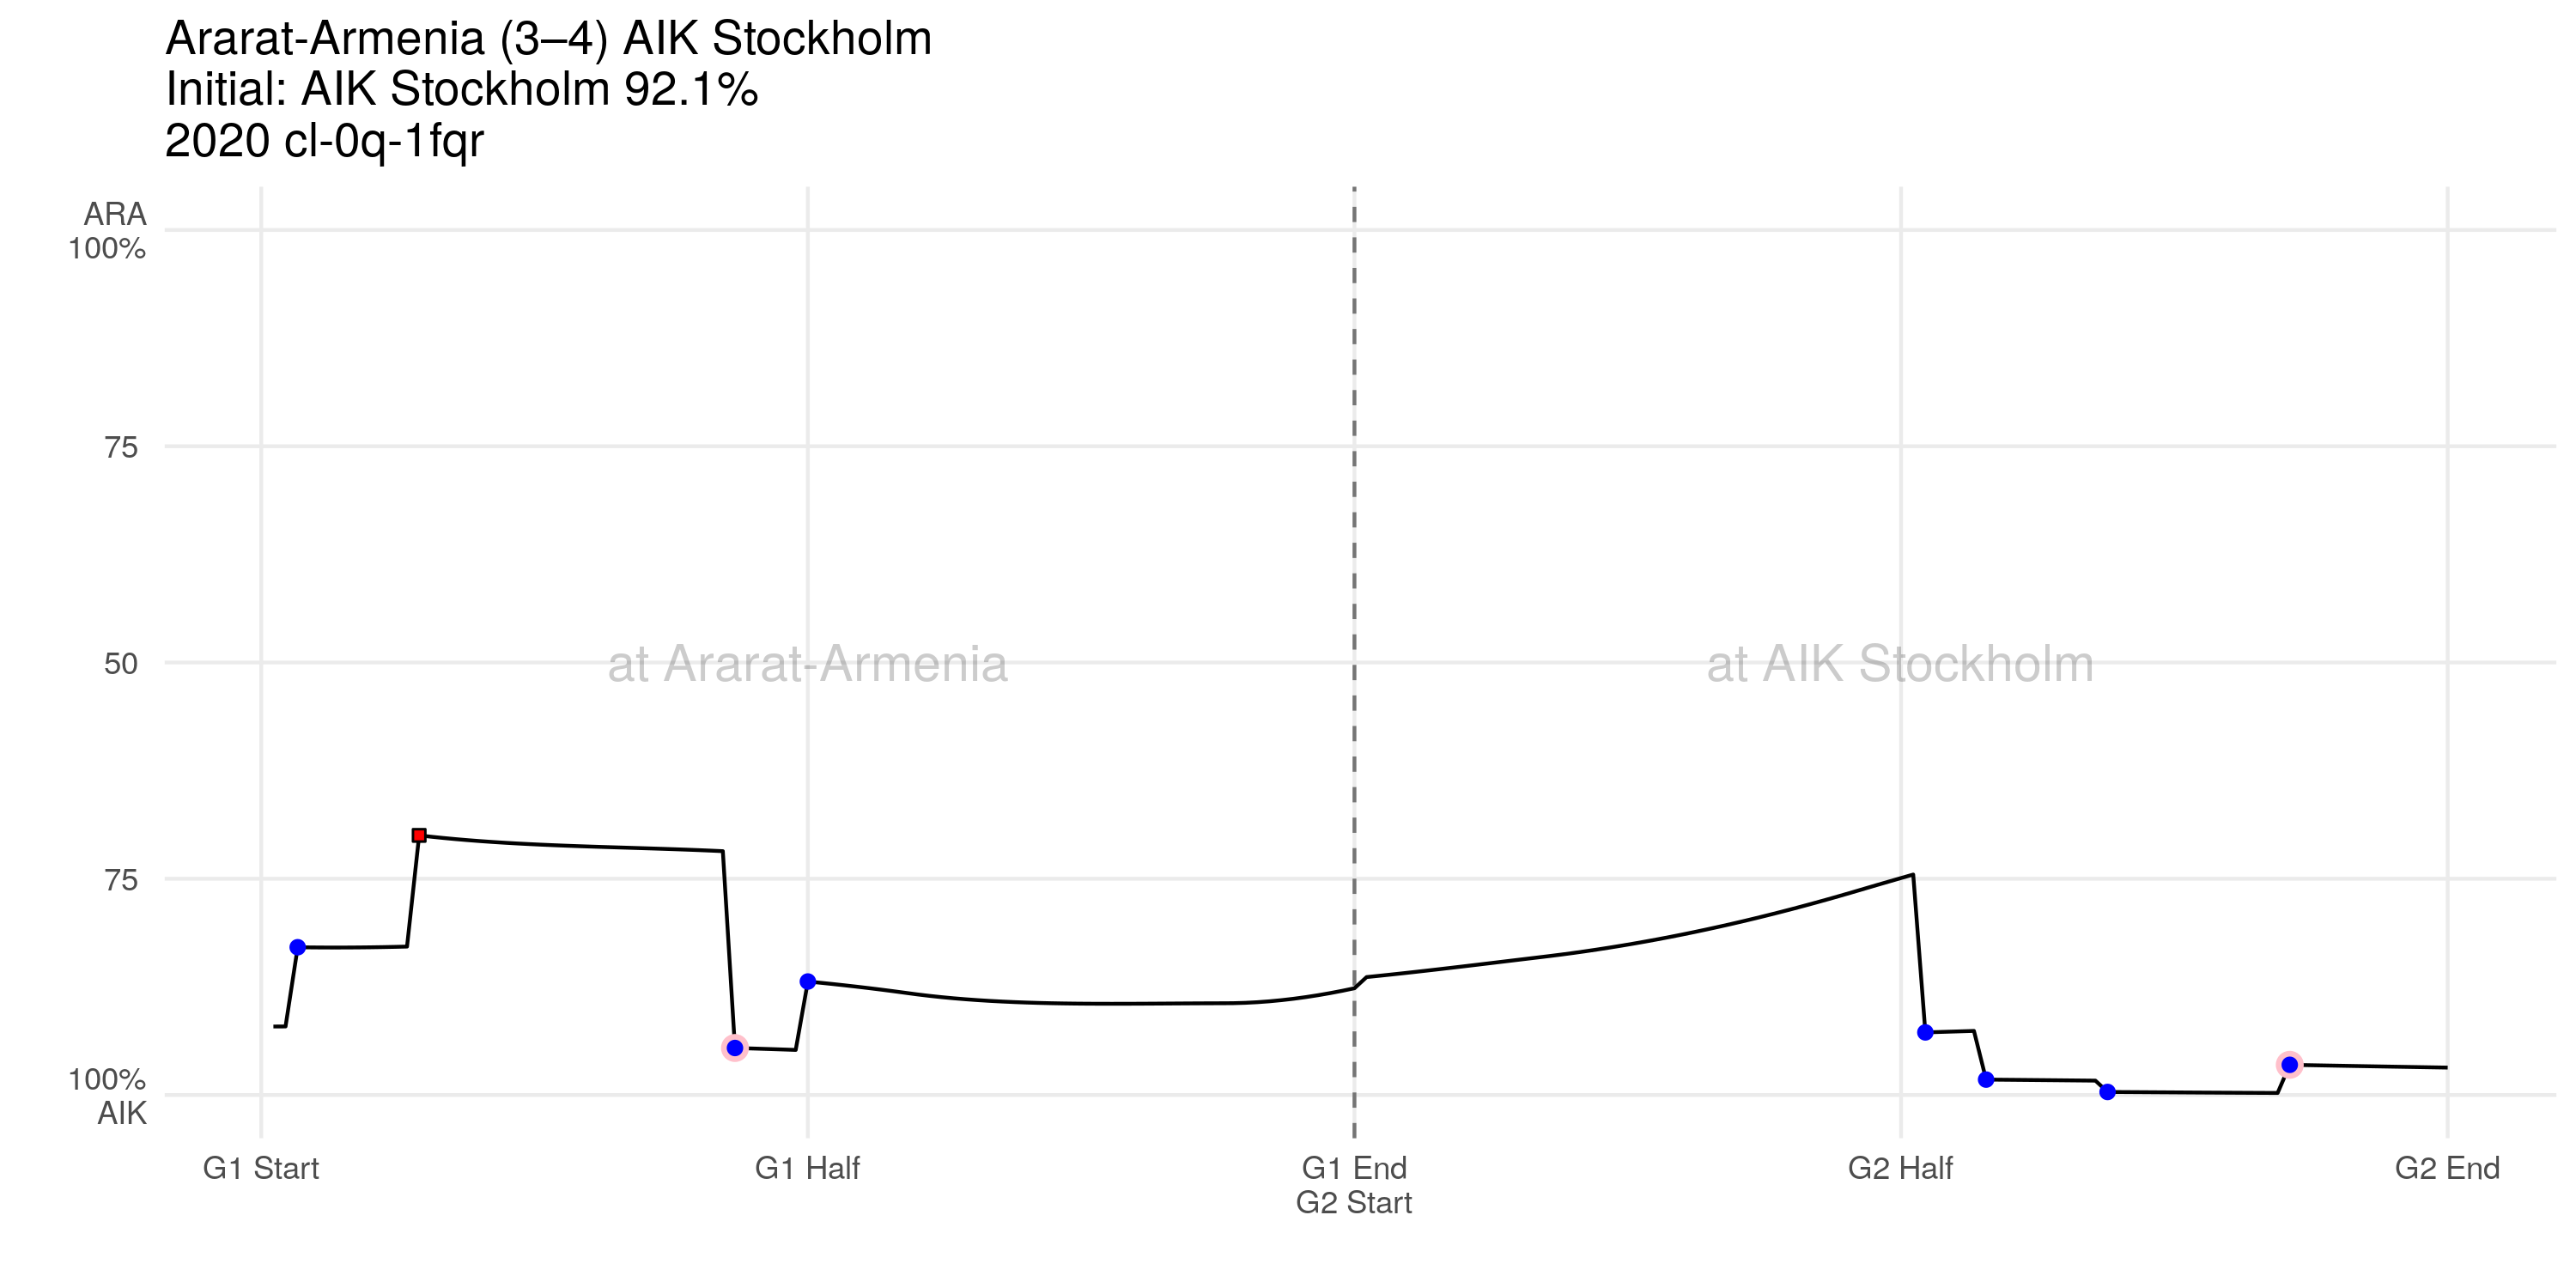 Ararat-Armenia (3–4) AIK Stockholm
Initial: AIK Stockholm 92.1%
2020 cl-0q-1fqr
ARA
100%
75
50
75
100%
AIK
at Ararat-Armenia
at AIK Stockholm
G1 Start
G1 Half
G1 End
G2 Start
G2 Half
G2 End